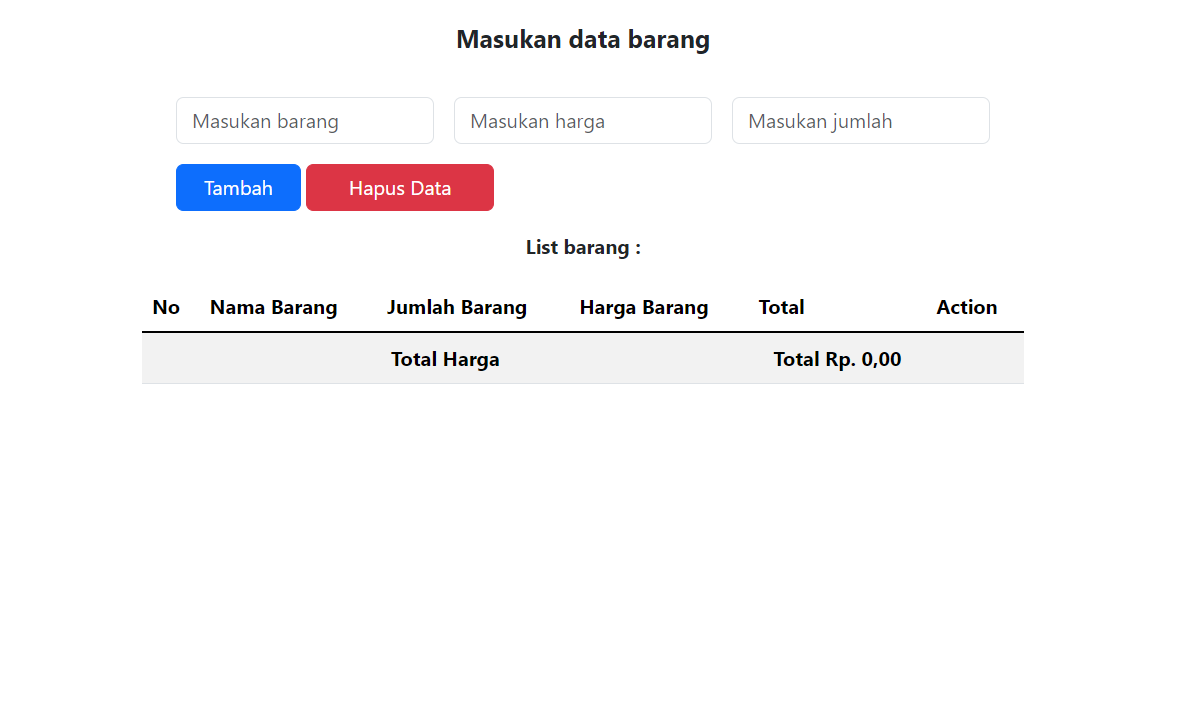 Masukan data barang
Masukan barang Masukan harga Masukan jumlah
Tambah Hapus Data
List barang :
No Nama Barang Jumlah Barang Harga Barang Total Action
Total Harga Total Rp. 0,00